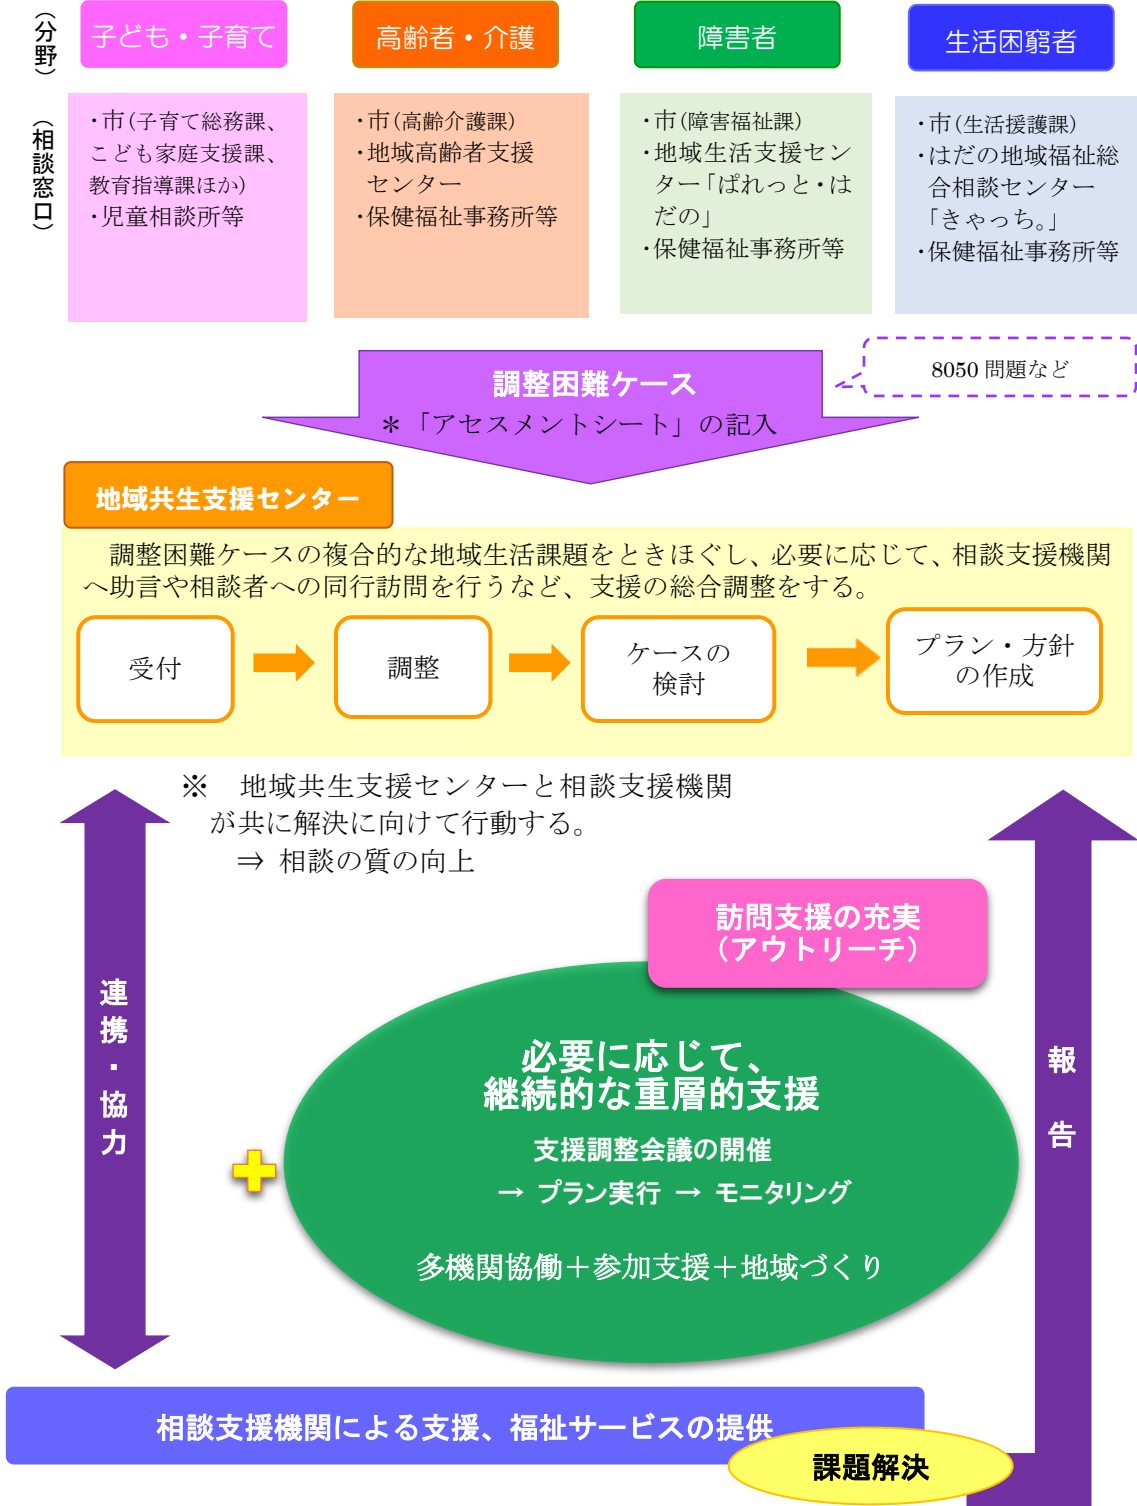 （分野）
子ども・子育て
高齢者・介護
障害者
生活困窮者
（相談窓口）
・市（子育て総務課、
こども家庭支援課、
教育指導課ほか）
・児童相談所等
・市（高齢介護課）
・地域高齢者支援
センター
・保健福祉事務所等
・市（障害福祉課）
・地域生活支援セン
ター「ぱれっと・は
だの」
・保健福祉事務所等
・市（生活援護課）
・はだの地域福祉総
合相談センター
「きゃっち。」
・保健福祉事務所等
調整困難ケース
＊「アセスメントシート」の記入
8050 問題など
地域共生支援センター
調整困難ケースの複合的な地域生活課題をときほぐし、必要に応じて、相談支援機関
へ助言や相談者への同行訪問を行うなど、支援の総合調整をする。
受付
調整
ケースの
検討
プラン・方針
の作成
※　地域共生支援センターと相談支援機関
が共に解決に向けて行動する。
⇒ 相談の質の向上
訪問支援の充実
（アウトリーチ）
連携・協力
必要に応じて、
継続的な重層的支援
支援調整会議の開催
→ プラン実行 → モニタリング
多機関協働＋参加支援＋地域づくり
報告
相談支援機関による支援、福祉サービスの提供
課題解決